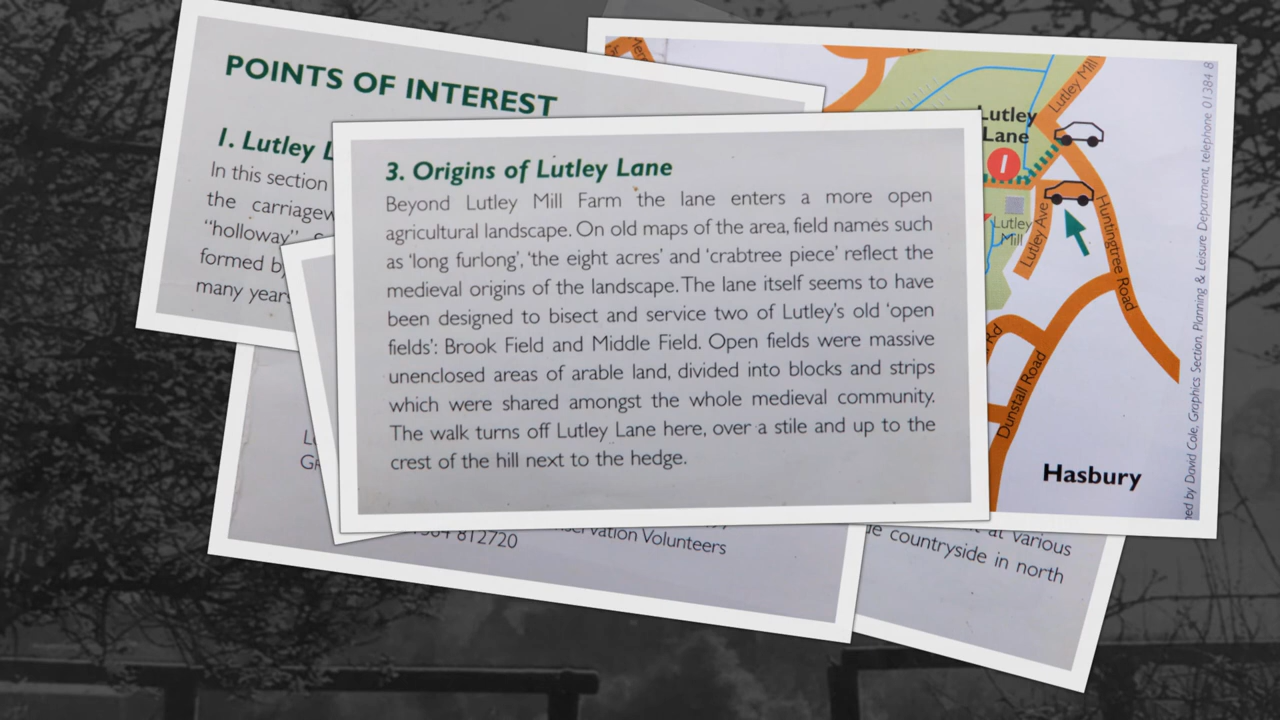 POINTS OF INTEREST
1. Lutley
In this section
the
"holloway"
formed
many years
3. Origins of Lutley Lane
Beyond Lutley Mill Farm the lane enters a more open
agricultural landscape. On old maps of the area, field names such
as ‘long furlong’, ‘the eight acres’ and ‘crabtree piece’ reflect the
medieval origins of the landscape. The lane itself seems to have
been designed to bisect and service two of Lutley’s old ‘open
fields’: Brook Field and Middle Field. Open fields were massive
unenclosed areas of arable land, divided into blocks and strips
which were shared amongst the whole medieval community.
The walk turns off Lutley Lane here, over a stile and up to the
crest of the hill next to the hedge.
Lutley
Lane
1
Lutley Mill
Lutley
Mill
Lutley Ave
Huntingtree Road
Rd
Dunstall Road
Hasbury
by David Cole, Graphics Section, Planning & Leisure Department, telephone 01384 8
812720
Volunteers
at various
countryside in north